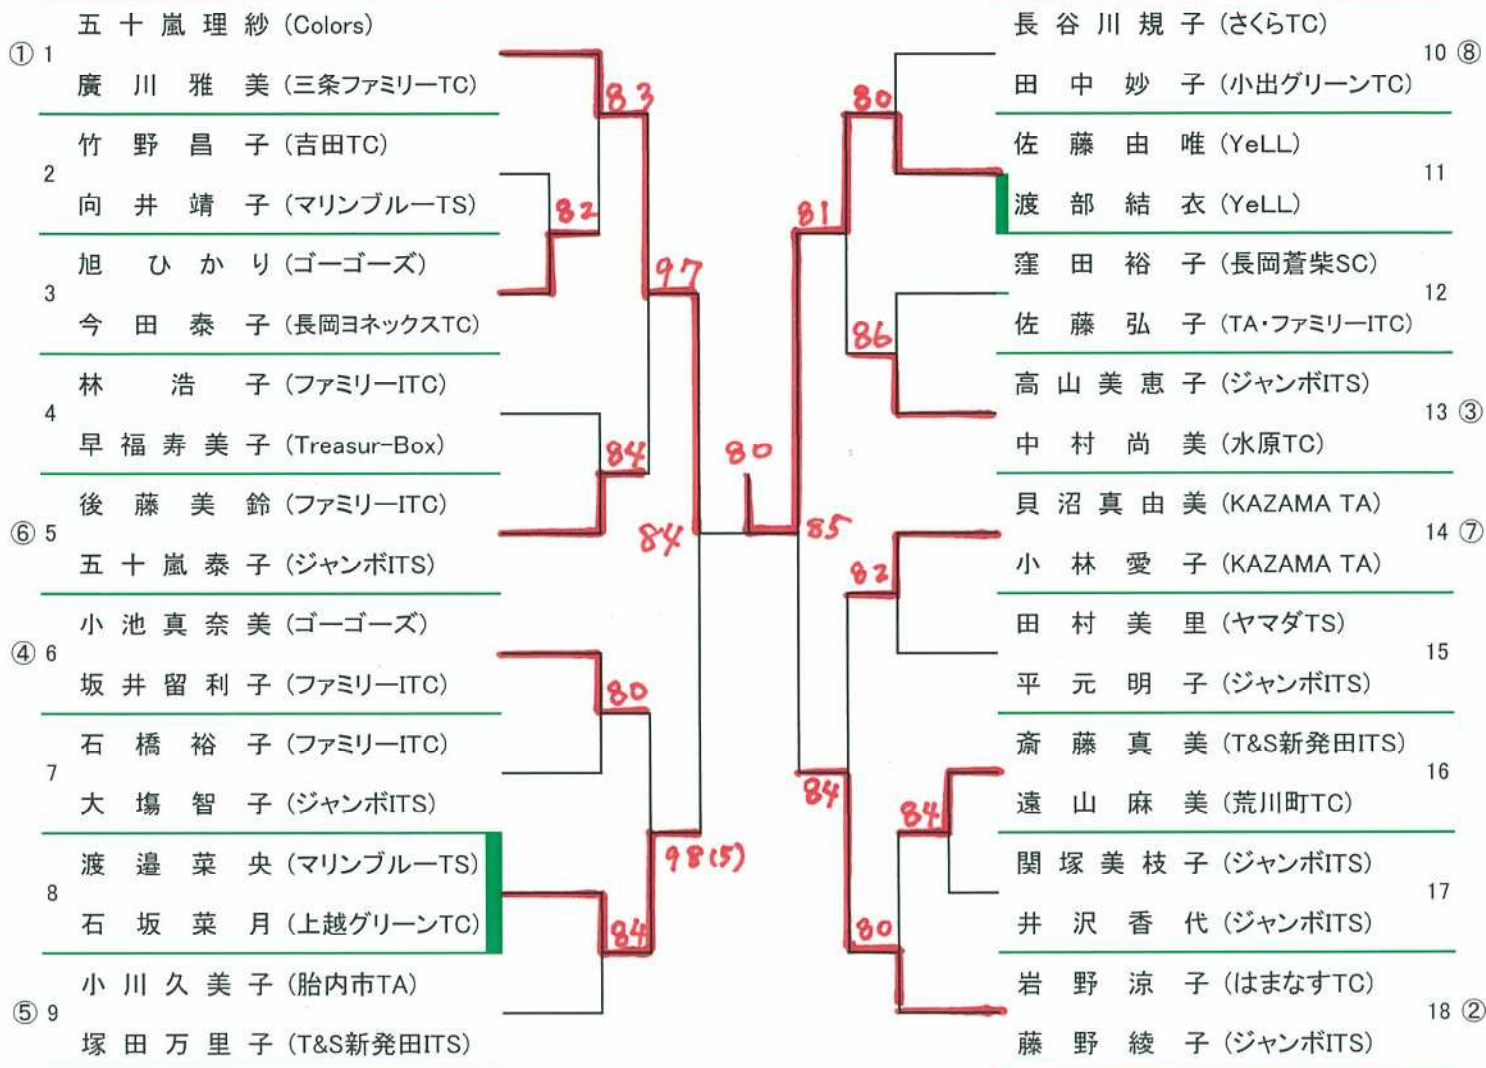 五十嵐理紗 (Colors)
① 1
廣川雅美 (三条ファミリーTC)
83
竹野昌子 (吉田TC)
2
向井靖子 (マリンブルーTS)
82
旭ひかり (ゴーゴーズ)
97
3
今田泰子 (長岡ヨネックスTC)
林浩子 (ファミリーITC)
4
早福寿美子 (Treasur-Box)
84
後藤美鈴 (ファミリーITC)
⑥ 5
84
五十嵐泰子 (ジャンボITS)
小池真奈美 (ゴーゴーズ)
④ 6
坂井留利子 (ファミリーITC)
80
石橋裕子 (ファミリーITC)
7
大塲智子 (ジャンボITS)
渡邉菜央 (マリンブルーTS)
98(5)
8
石坂菜月 (上越グリーンTC)
84
小川久美子 (胎内市TA)
⑤ 9
塚田万里子 (T&S新発田ITS)
80
長谷川規子 (さくらTC)
10 ⑧
田中妙子 (小出グリーンTC)
80
佐藤由唯 (YeLL)
11
渡部結衣 (YeLL)
81
窪田裕子 (長岡蒼柴SC)
12
佐藤弘子 (TA・ファミリーITC)
86
高山美恵子 (ジャンボITS)
13 ③
中村尚美 (水原TC)
貝沼真由美 (KAZAMA TA)
85
14 ⑦
小林愛子 (KAZAMA TA)
82
田村美里 (ヤマダTS)
15
平元明子 (ジャンボITS)
斎藤真美 (T&S新発田ITS)
16
84
遠山麻美 (荒川町TC)
84
関塚美枝子 (ジャンボITS)
17
井沢香代 (ジャンボITS)
80
岩野涼子 (はまなすTC)
18 ②
藤野綾子 (ジャンボITS)